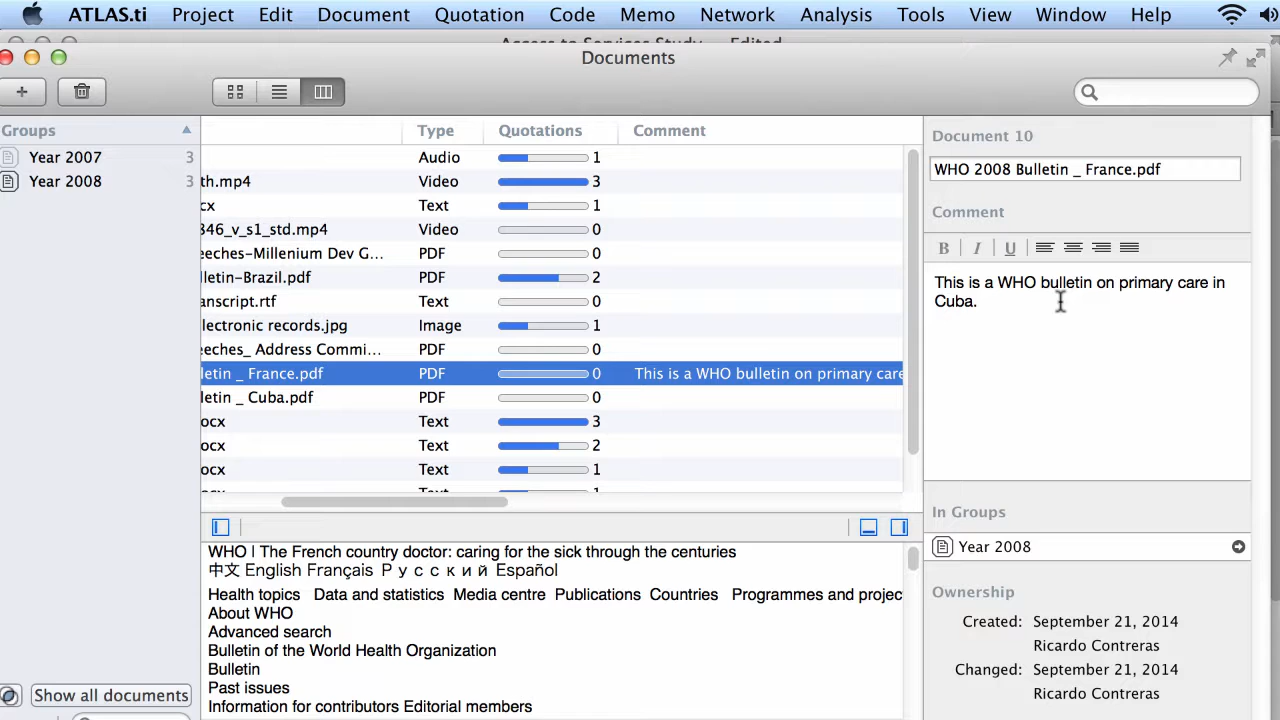 ATLAS.ti Project Edit Document Quotation Code Memo Network Analysis Tools View Window Help
Documents
Groups
Year 2007 3
Year 2008 3
Show all documents
Type Quotations Comment
Audio 1
th.mp4 Video 3
cx Text 1
346_v_s1_std.mp4 Video 0
eeches-Millenium Dev G... PDF 0
lletin-Brazil.pdf PDF 2
anscript.rtf Text 0
lectronic records.jpg Image 1
eeches_ Address Commi... PDF 0
letin _ France.pdf PDF 0 This is a WHO bulletin on primary care
letin _ Cuba.pdf PDF 0
ocx Text 3
ocx Text 2
ocx Text 1
WHO | The French country doctor: caring for the sick through the centuries
中文 English Français Р у с с к и й Español
Health topics Data and statistics Media centre Publications Countries Programmes and projec
About WHO
Advanced search
Bulletin of the World Health Organization
Bulletin
Past issues
Information for contributors Editorial members
Document 10
WHO 2008 Bulletin _ France.pdf
Comment
B I U
This is a WHO bulletin on primary care in
Cuba.
In Groups
Year 2008
Ownership
Created: September 21, 2014
Ricardo Contreras
Changed: September 21, 2014
Ricardo Contreras